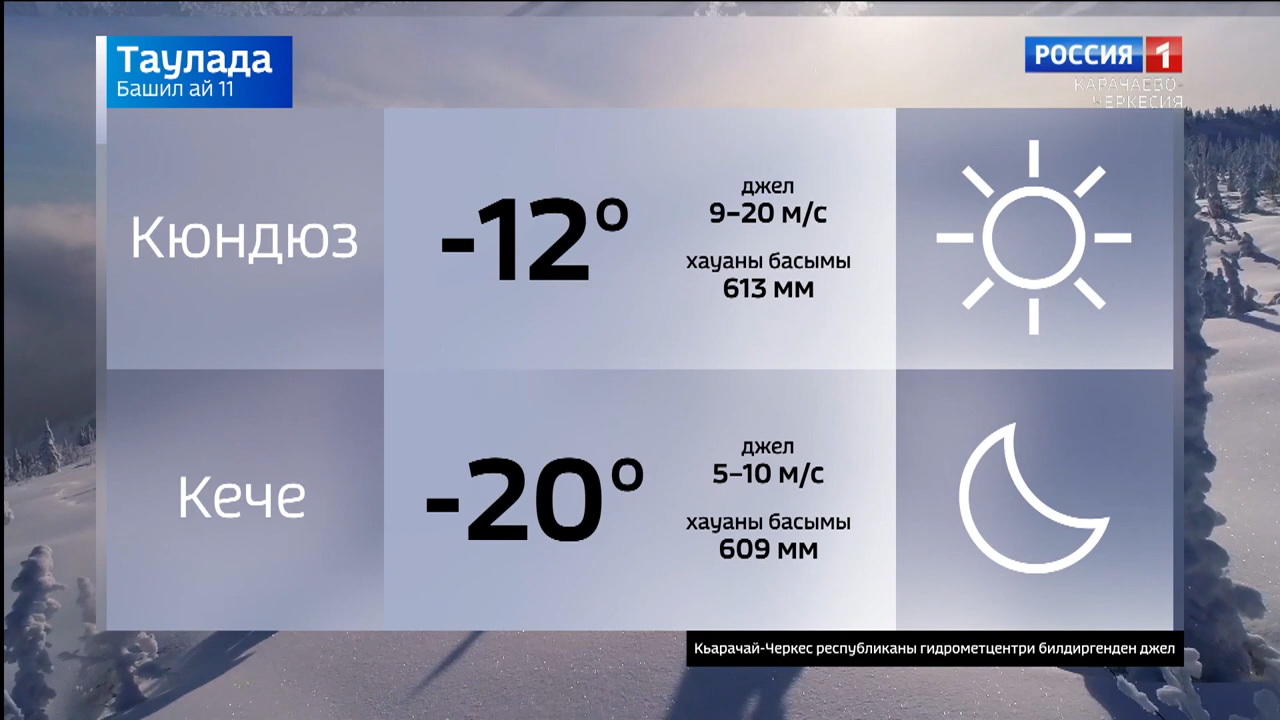 Таулада
Башил ай 11
РОССИЯ 1
КАРАЧАЕВО-
ЧЕРКЕСИЯ
Кюндюз
-12°
джел
9–20 м/с
хауаны басымы
613 мм
Кече
-20°
джел
5–10 м/с
хауаны басымы
609 мм
Кьарачай-Черкес республиканы гидрометцентри билдиргенден джел